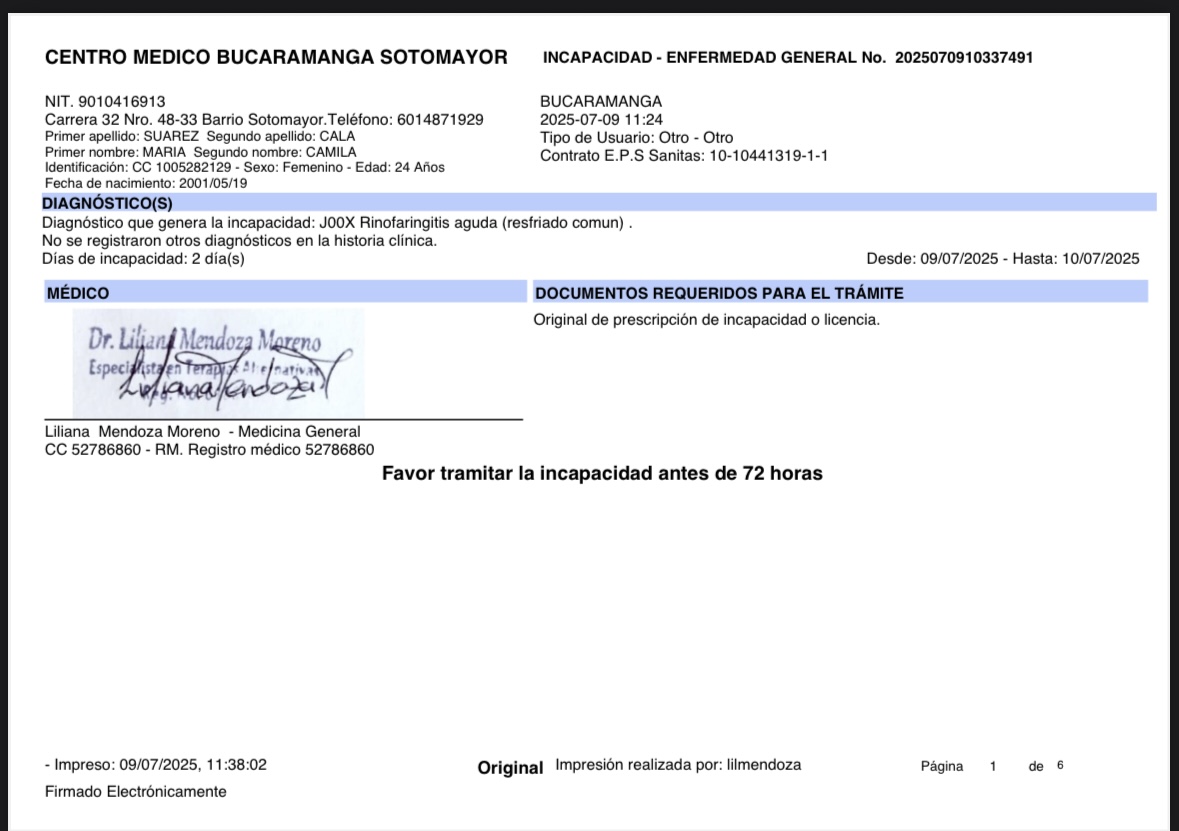 CENTRO MEDICO BUCARAMANGA SOTOMAYOR
INCAPACIDAD - ENFERMEDAD GENERAL No. 2025070910337491
NIT. 9010416913
Carrera 32 Nro. 48-33 Barrio Sotomayor.Teléfono: 6014871929
Primer apellido: SUAREZ Segundo apellido: CALA
Primer nombre: MARIA Segundo nombre: CAMILA
Identificación: CC 1005282129 - Sexo: Femenino - Edad: 24 Años
Fecha de nacimiento: 2001/05/19
BUCARAMANGA
2025-07-09 11:24
Tipo de Usuario: Otro - Otro
Contrato E.P.S Sanitas: 10-10441319-1-1
DIAGNÓSTICO(S)
Diagnóstico que genera la incapacidad: J00X Rinofaringitis aguda (resfriado comun) .
No se registraron otros diagnósticos en la historia clínica.
Días de incapacidad: 2 día(s)
Desde: 09/07/2025 - Hasta: 10/07/2025
MÉDICO
Dr. Liliana Mendoza Moreno
Especialista en Terapias Alternativas
Liliana Mendoza
Liliana Mendoza Moreno - Medicina General
CC 52786860 - RM. Registro médico 52786860
DOCUMENTOS REQUERIDOS PARA EL TRÁMITE
Original de prescripción de incapacidad o licencia.
Favor tramitar la incapacidad antes de 72 horas
- Impreso: 09/07/2025, 11:38:02
Firmado Electrónicamente
Original Impresión realizada por: lilmendoza
Página 1 de 6